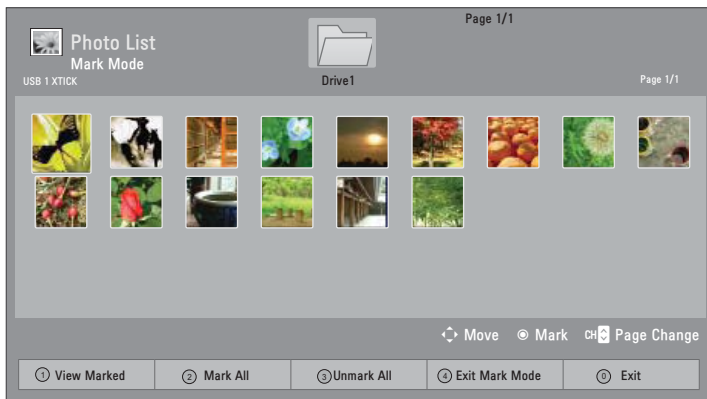 Page 1/1
Photo List
Mark Mode
USB 1 XTICK
Drive1
Page 1/1
Move Mark CH Page Change
1 View Marked 2 Mark All 3 Unmark All 4 Exit Mark Mode 0 Exit